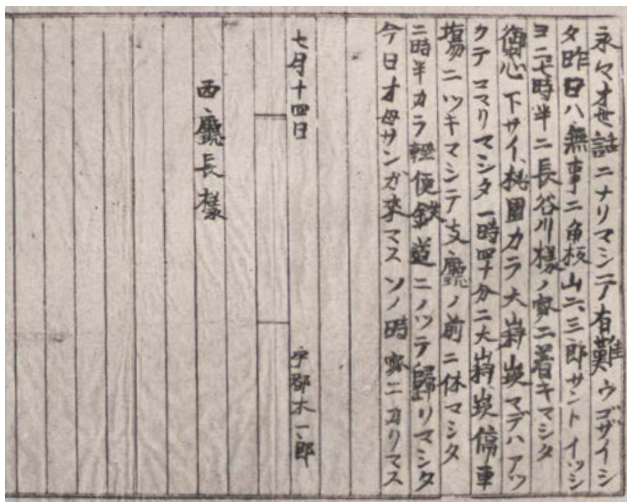 永々オ世話ニナリマシテ有難ウゴザイシ
タ昨日ハ無事ニ角板山二、三郎サントイッシ
ヨニ七時半ニ長谷川様ノ家ニ着キマシタ
御心下サイ、桃園カラ大嵙崁マデハアツ
クテコマリマシタ一時四十分ニ大嵙崁停車
場ニツキマシテ支廳ノ前ニ休マシタ
二時半カラ輕便鉄道ニノッテ歸リマシタ
今日オ母サンガ来マスソノ時家ニカリマス
七月十四日
宇都木一郎
西廳長様